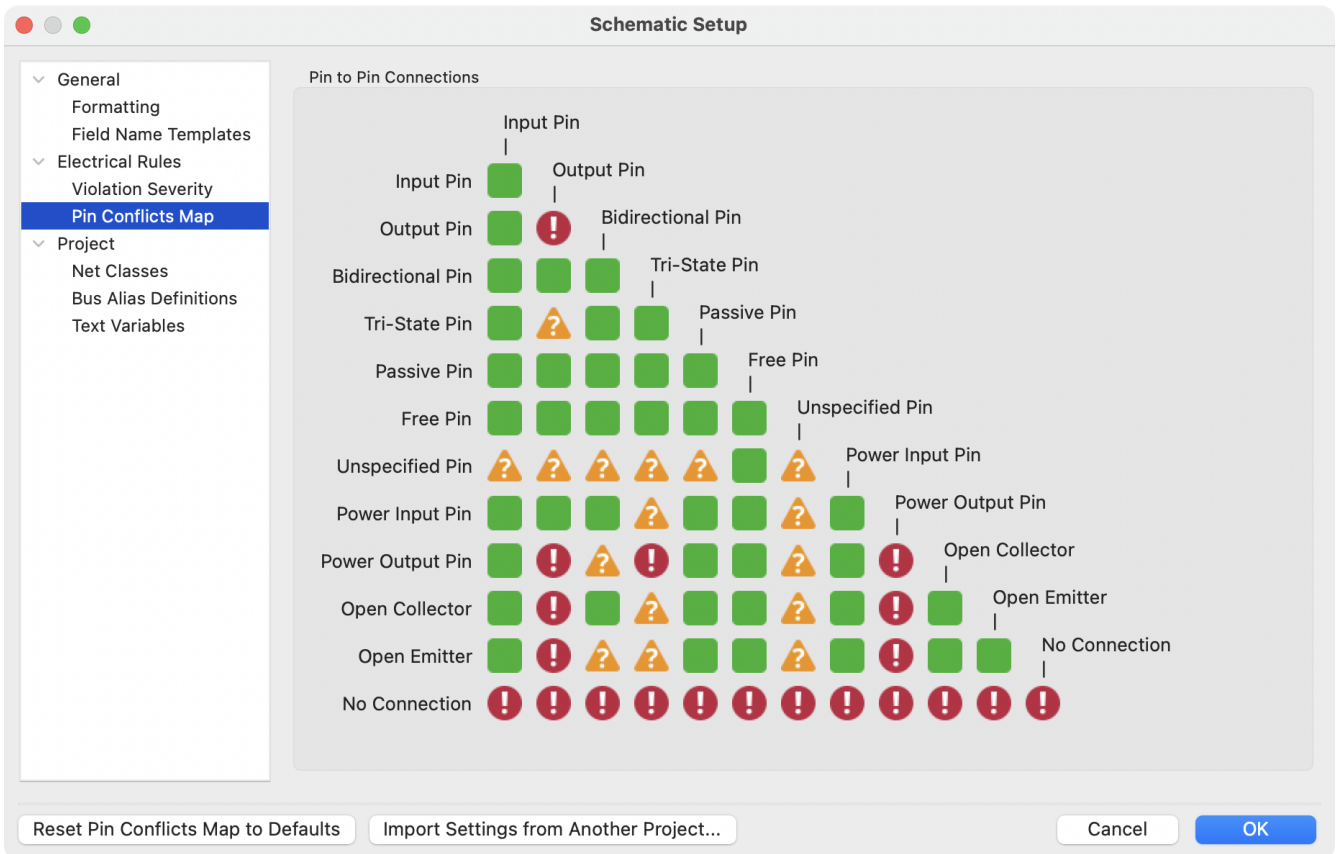 Schematic Setup
General
Formatting
Field Name Templates
Electrical Rules
Violation Severity
Pin Conflicts Map
Project
Net Classes
Bus Alias Definitions
Text Variables
Pin to Pin Connections
Input Pin
Input Pin
Output Pin
Output Pin
Bidirectional Pin
Bidirectional Pin
Tri-State Pin
Tri-State Pin
Passive Pin
Passive Pin
Free Pin
Free Pin
Unspecified Pin
Unspecified Pin
Power Input Pin
Power Input Pin
Power Output Pin
Power Output Pin
Open Collector
Open Collector
Open Emitter
Open Emitter
No Connection
No Connection
Reset Pin Conflicts Map to Defaults
Import Settings from Another Project...
Cancel
OK